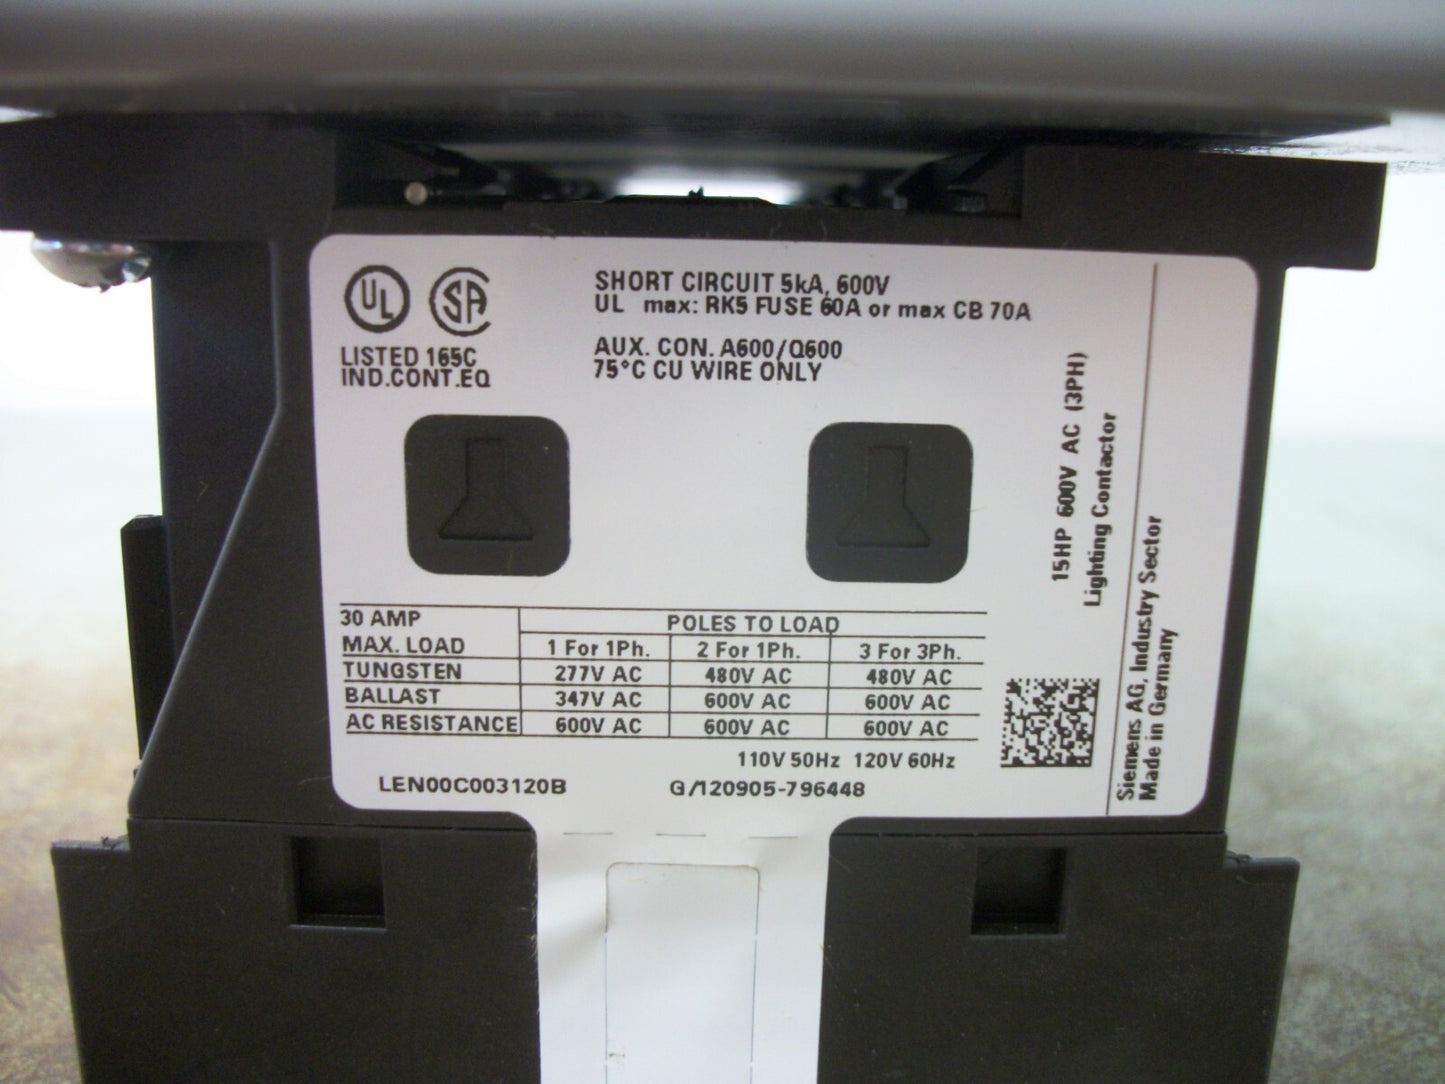 UL
SA
LISTED 165C
IND.CONT.EQ
SHORT CIRCUIT 5kA, 600V
UL max: RK5 FUSE 60A or max CB 70A
AUX. CON. A600/Q600
75°C CU WIRE ONLY
15HP 600V AC (3PH)
Lighting Contactor
Siemens AG, Industry Sector
Made in Germany
30 AMP POLES TO LOAD
MAX. LOAD 1 For 1Ph. 2 For 1Ph. 3 For 3Ph.
TUNGSTEN 277V AC 480V AC 480V AC
BALLAST 347V AC 600V AC 600V AC
AC RESISTANCE 600V AC 600V AC 600V AC
110V 50Hz 120V 60Hz
LEN00C003120B G/120905-796448